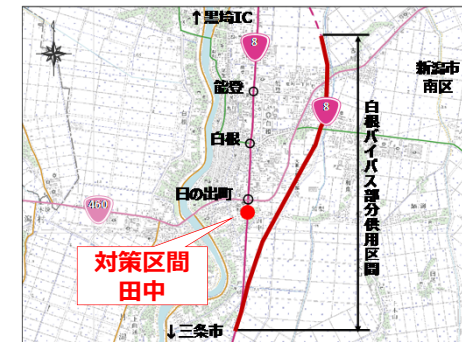 ↑黒埼IC
8
新潟市
南区
能登
8
白根
白根バイパス部分供用区間
日の出町
460
対策区間
田中
↓三条市